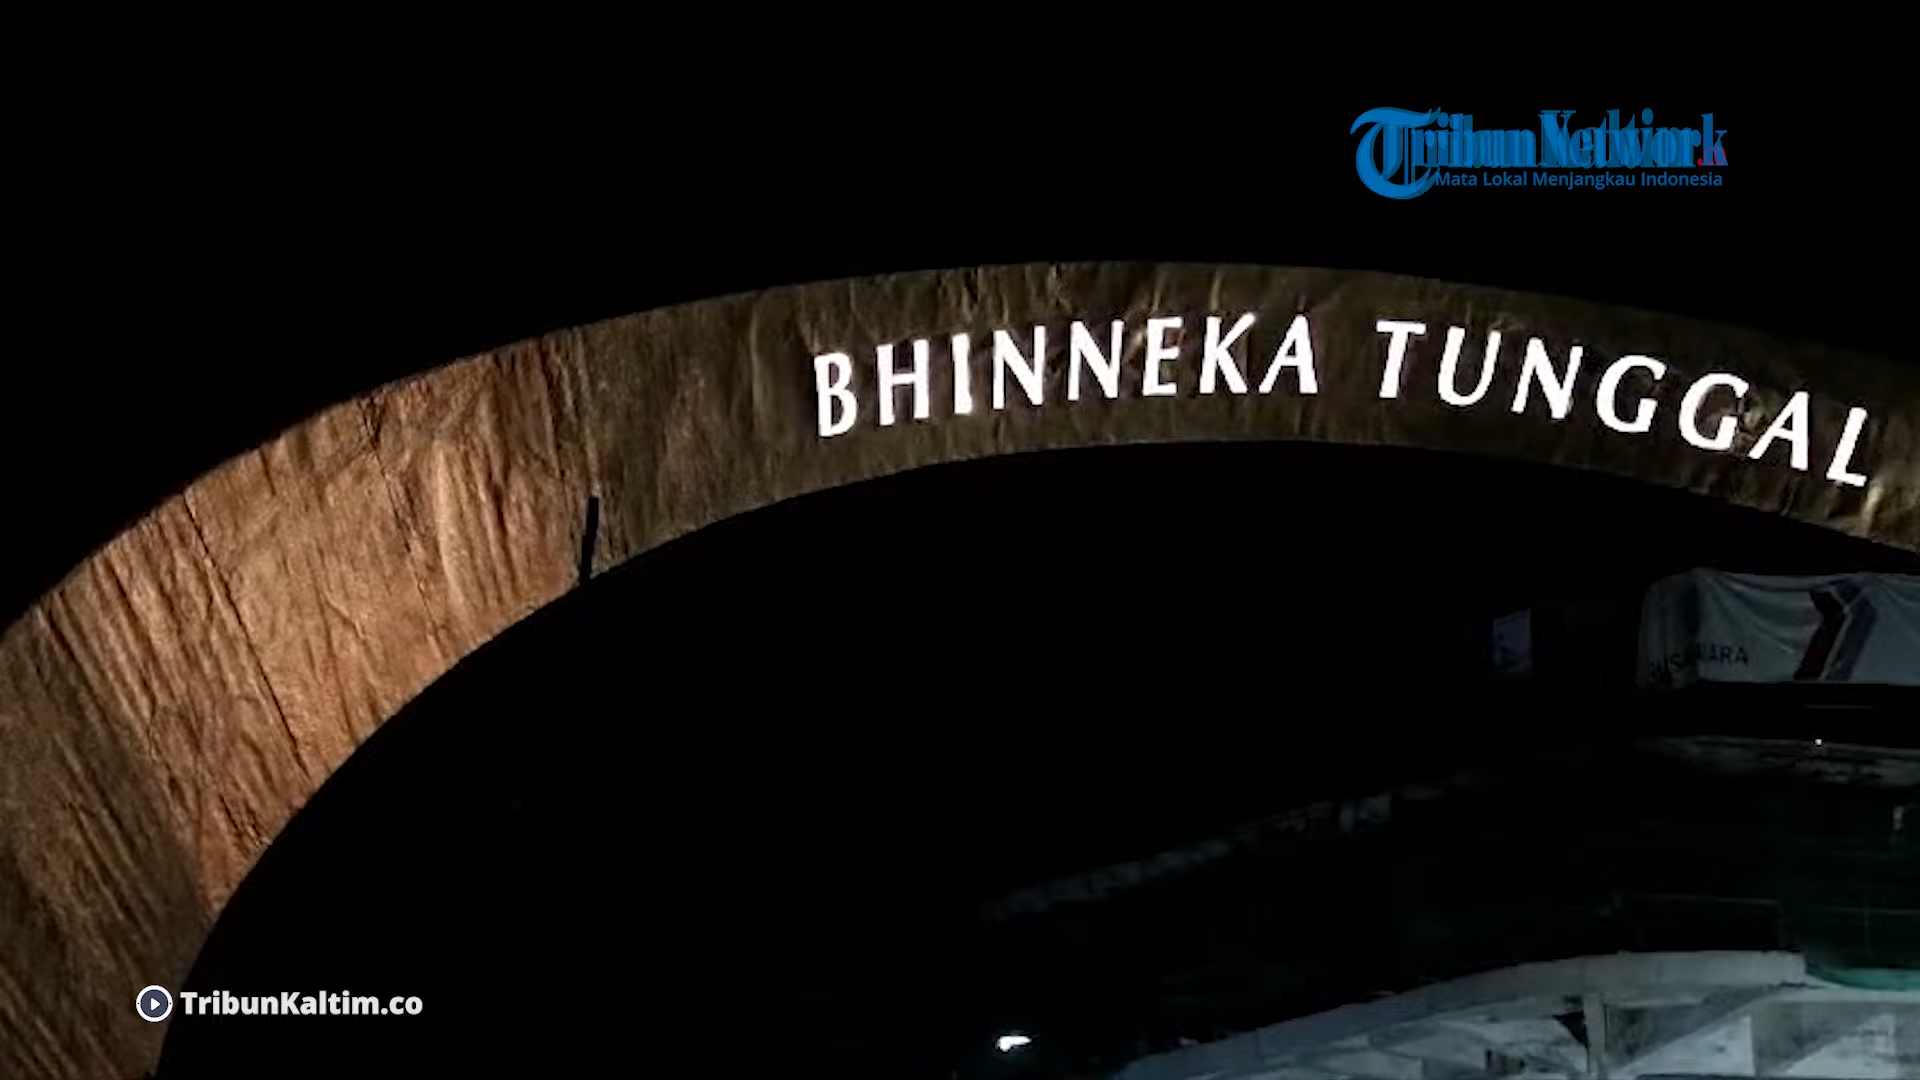 TribunNetwork
Mata Lokal Menjangkau Indonesia
BHINNEKA TUNGGAL
TribunKaltim.co